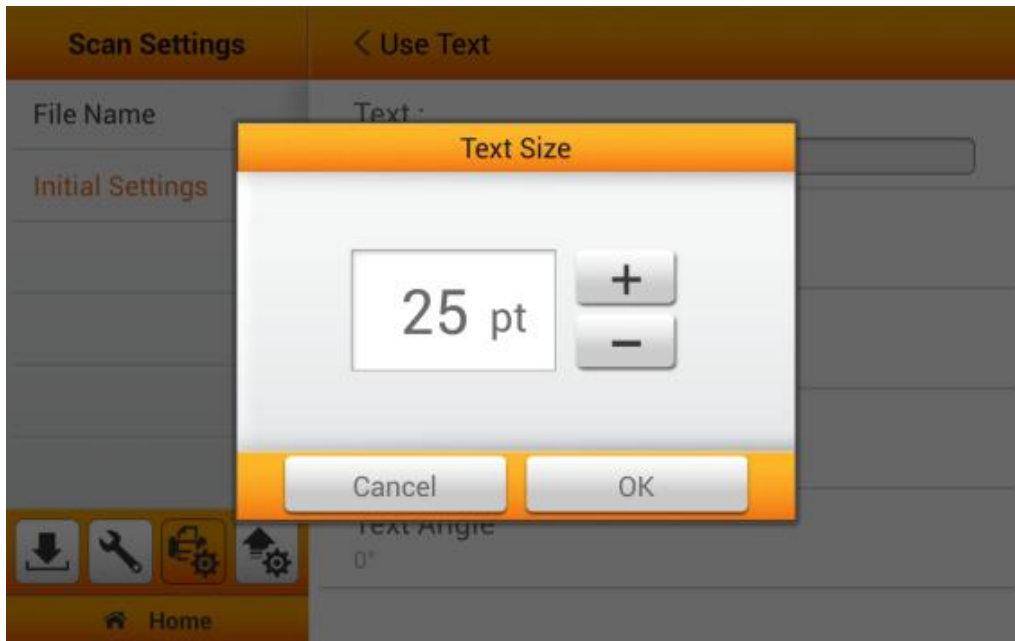 Scan Settings
< Use Text
File Name
Initial Settings
Text :
Text Size
25 pt
+
−
Cancel
OK
Text Angle
0°
Home